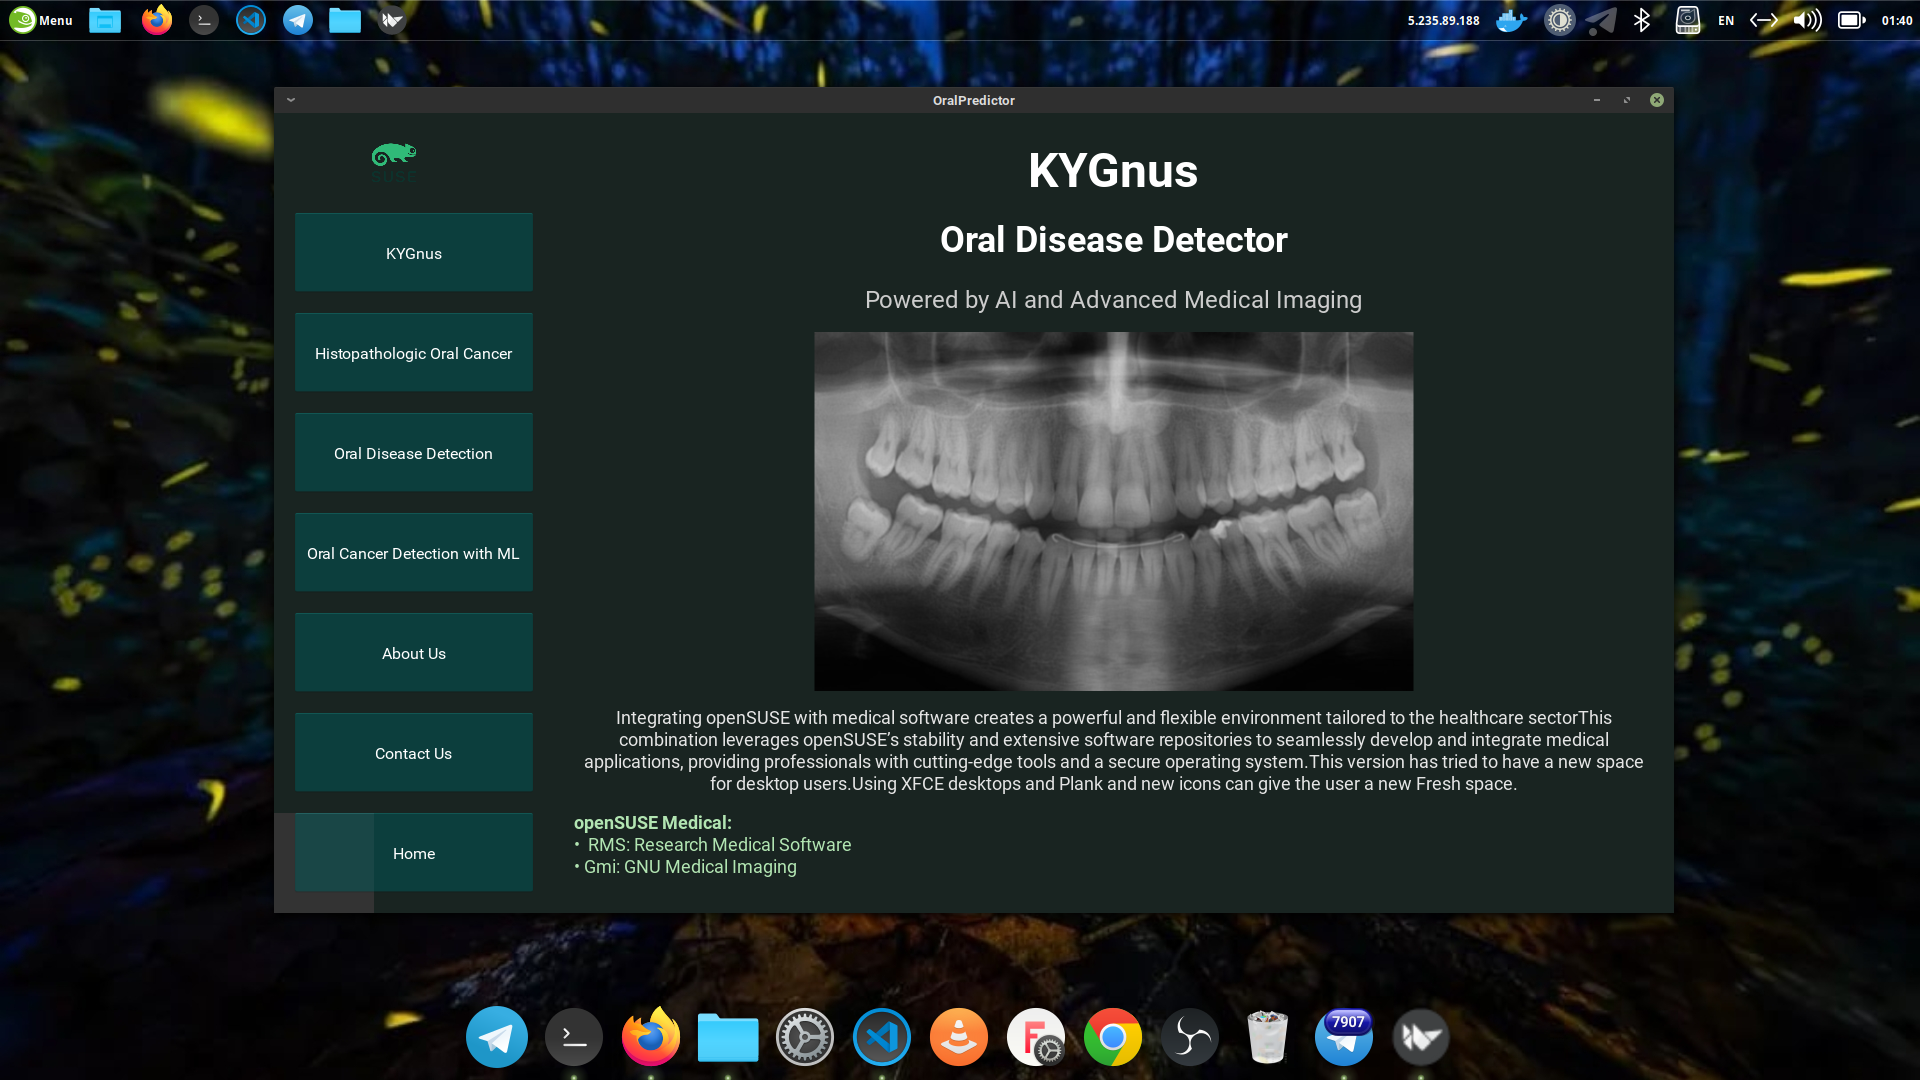 Menu
5.235.89.188
EN
01:40
OralPredictor
SUSE
KYGnus
Histopathologic Oral Cancer
Oral Disease Detection
Oral Cancer Detection with ML
About Us
Contact Us
Home
KYGnus
Oral Disease Detector
Powered by AI and Advanced Medical Imaging
Integrating openSUSE with medical software creates a powerful and flexible environment tailored to the healthcare sectorThis
combination leverages openSUSE’s stability and extensive software repositories to seamlessly develop and integrate medical
applications, providing professionals with cutting-edge tools and a secure operating system.This version has tried to have a new space
for desktop users.Using XFCE desktops and Plank and new icons can give the user a new Fresh space.
openSUSE Medical:
• RMS: Research Medical Software
• Gmi: GNU Medical Imaging
F
7907